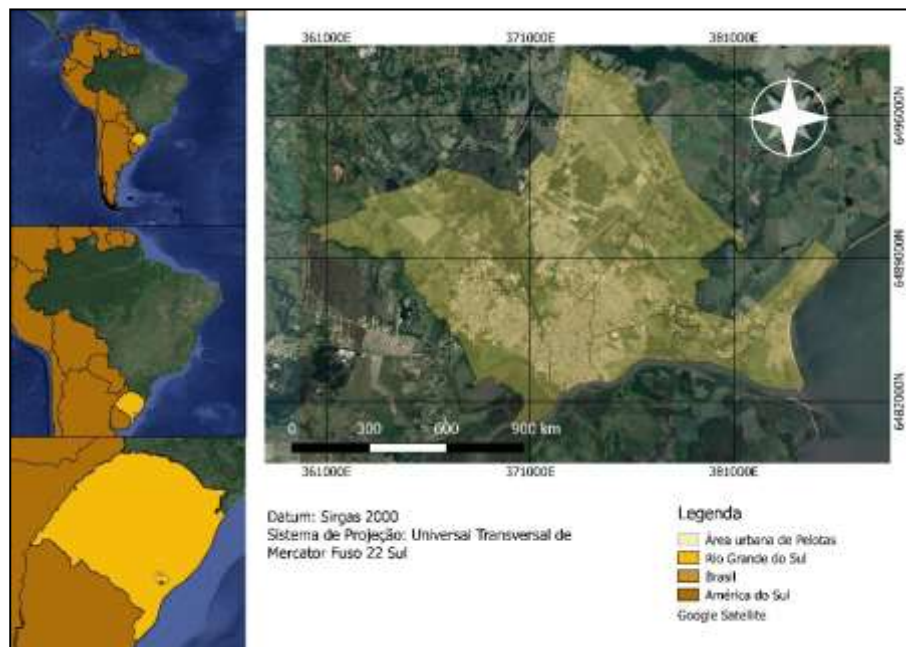 361000E 371000E 381000E
6496000N
6489000N
6482000N
0 300 600 900 km
361000E 371000E 381000E
Datum: Sirgas 2000
Sistema de Projeção: Universal Transversal de
Mercator Fuso 22 Sul
Legenda
Área urbana de Pelotas
Rio Grande do Sul
Brasil
América do Sul
Google Satellite